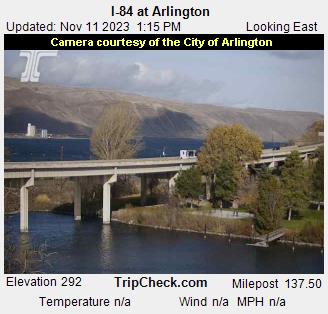 I-84 at Arlington
Updated: Nov 11 2023 1:15 PM Looking East
Camera courtesy of the City of Arlington
Elevation 292 TripCheck.com Milepost 137.50
Temperature n/a Wind n/a MPH n/a